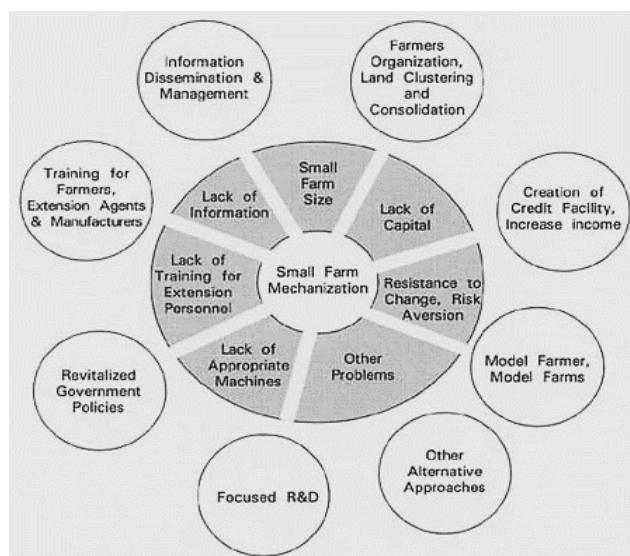 Information
Dissemination &
Management
Farmers
Organization,
Land Clustering
and
Consolidation
Training for
Farmers,
Extension Agents
& Manufacturers
Creation of
Credit Facility,
Increase income
Small
Farm
Size
Lack of
Information
Lack of
Capital
Lack of
Training for
Extension
Personnel
Small Farm
Mechanization
Resistance to
Change, Risk
Aversion
Lack of
Appropriate
Machines
Other
Problems
Revitalized
Government
Policies
Model Farmer,
Model Farms
Focused R&D
Other
Alternative
Approaches